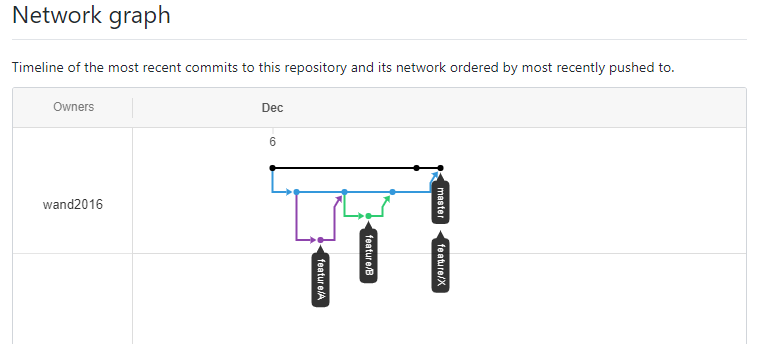 Network graph
Timeline of the most recent commits to this repository and its network ordered by most recently pushed to.
Owners
Dec
6
wand2016
master
feature/X
feature/B
feature/A